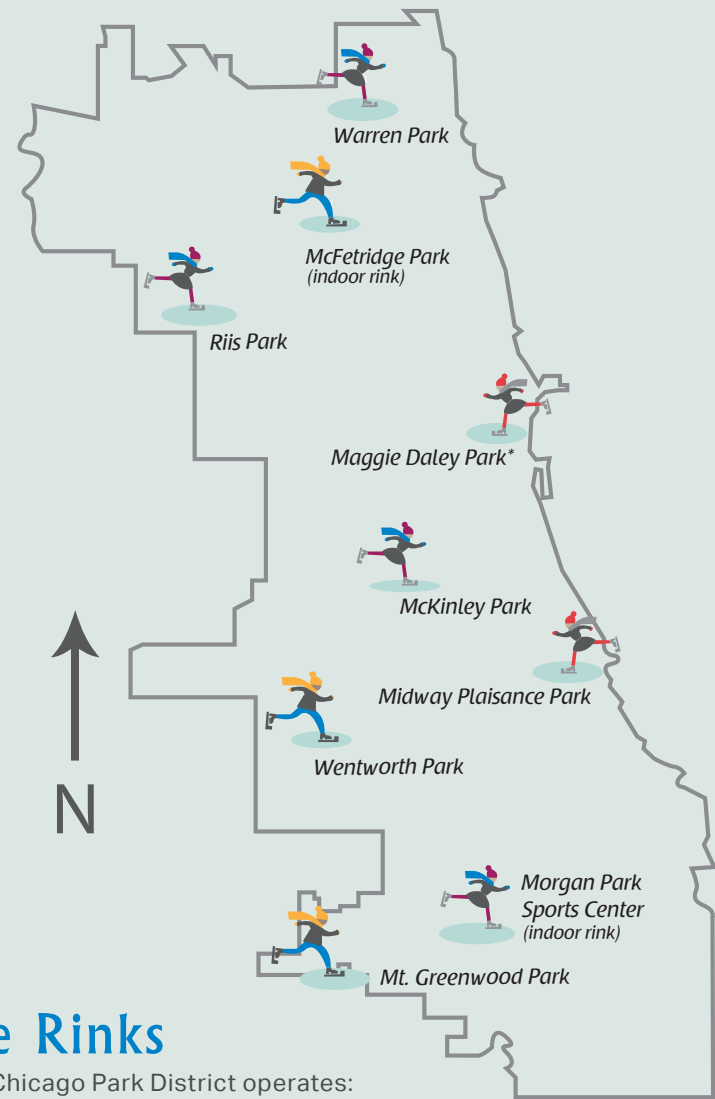 Warren Park
McFetridge Park
(indoor rink)
Riis Park
Maggie Daley Park*
McKinley Park
Midway Plaisance Park
N
Wentworth Park
Morgan Park
Sports Center
(indoor rink)
Mt. Greenwood Park
Rinks
Chicago Park District operates: